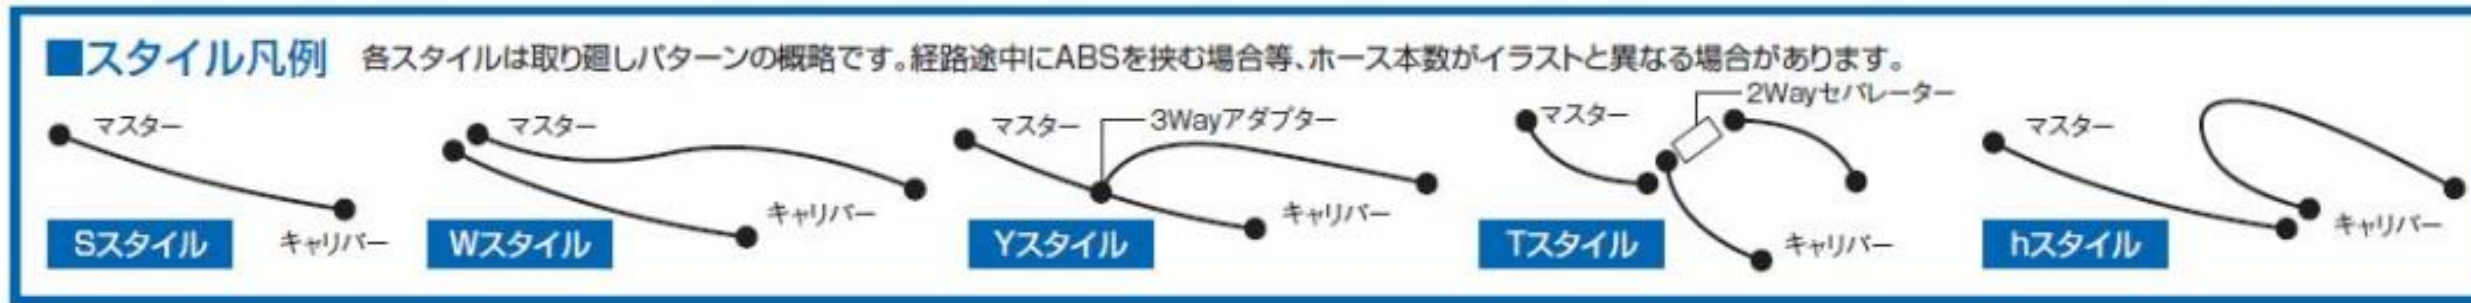 ■スタイル凡例 各スタイルは取り廻しパターンの概略です。経路途中にABSを挟む場合等、ホース本数がイラストと異なる場合があります。
マスター
キャリパー
Sスタイル
マスター
キャリパー
Wスタイル
マスター
3Wayアダプター
キャリパー
Yスタイル
マスター
2Wayセパレーター
キャリパー
Tスタイル
マスター
キャリパー
hスタイル